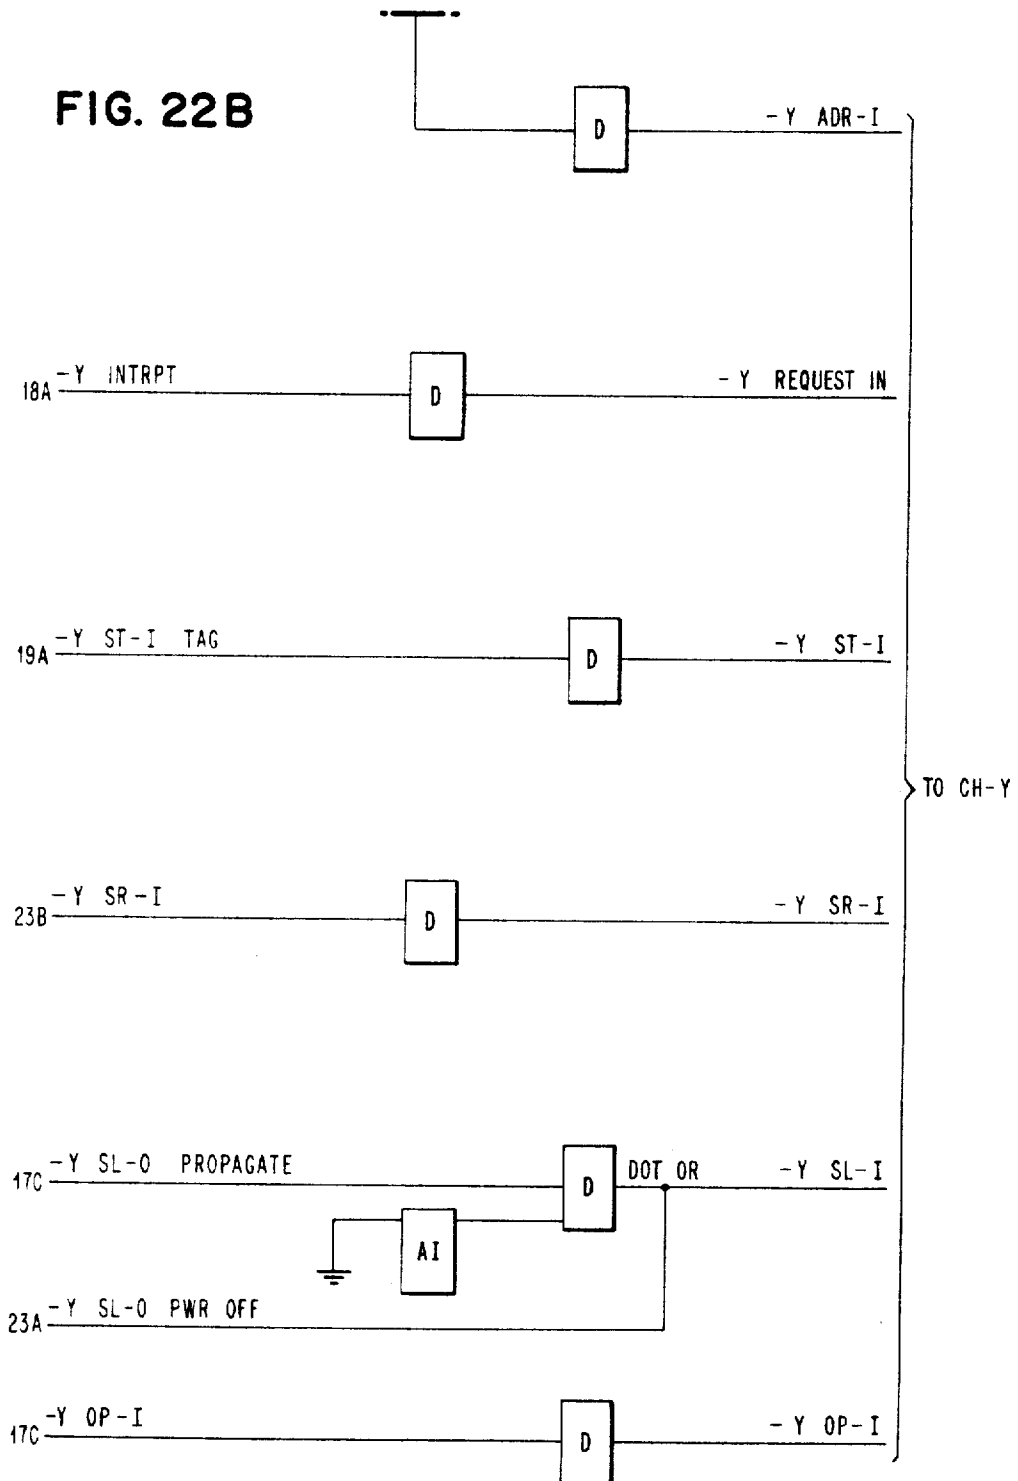 FIG. 22B
D
-Y ADR-I
18A -Y INTRPT
D
-Y REQUEST IN
19A -Y ST-I TAG
D
-Y ST-I
TO CH-Y
23B -Y SR-I
D
-Y SR-I
17C -Y SL-O PROPAGATE
D
DOT OR
-Y SL-I
AI
23A -Y SL-O PWR OFF
17C -Y OP-I
D
-Y OP-I